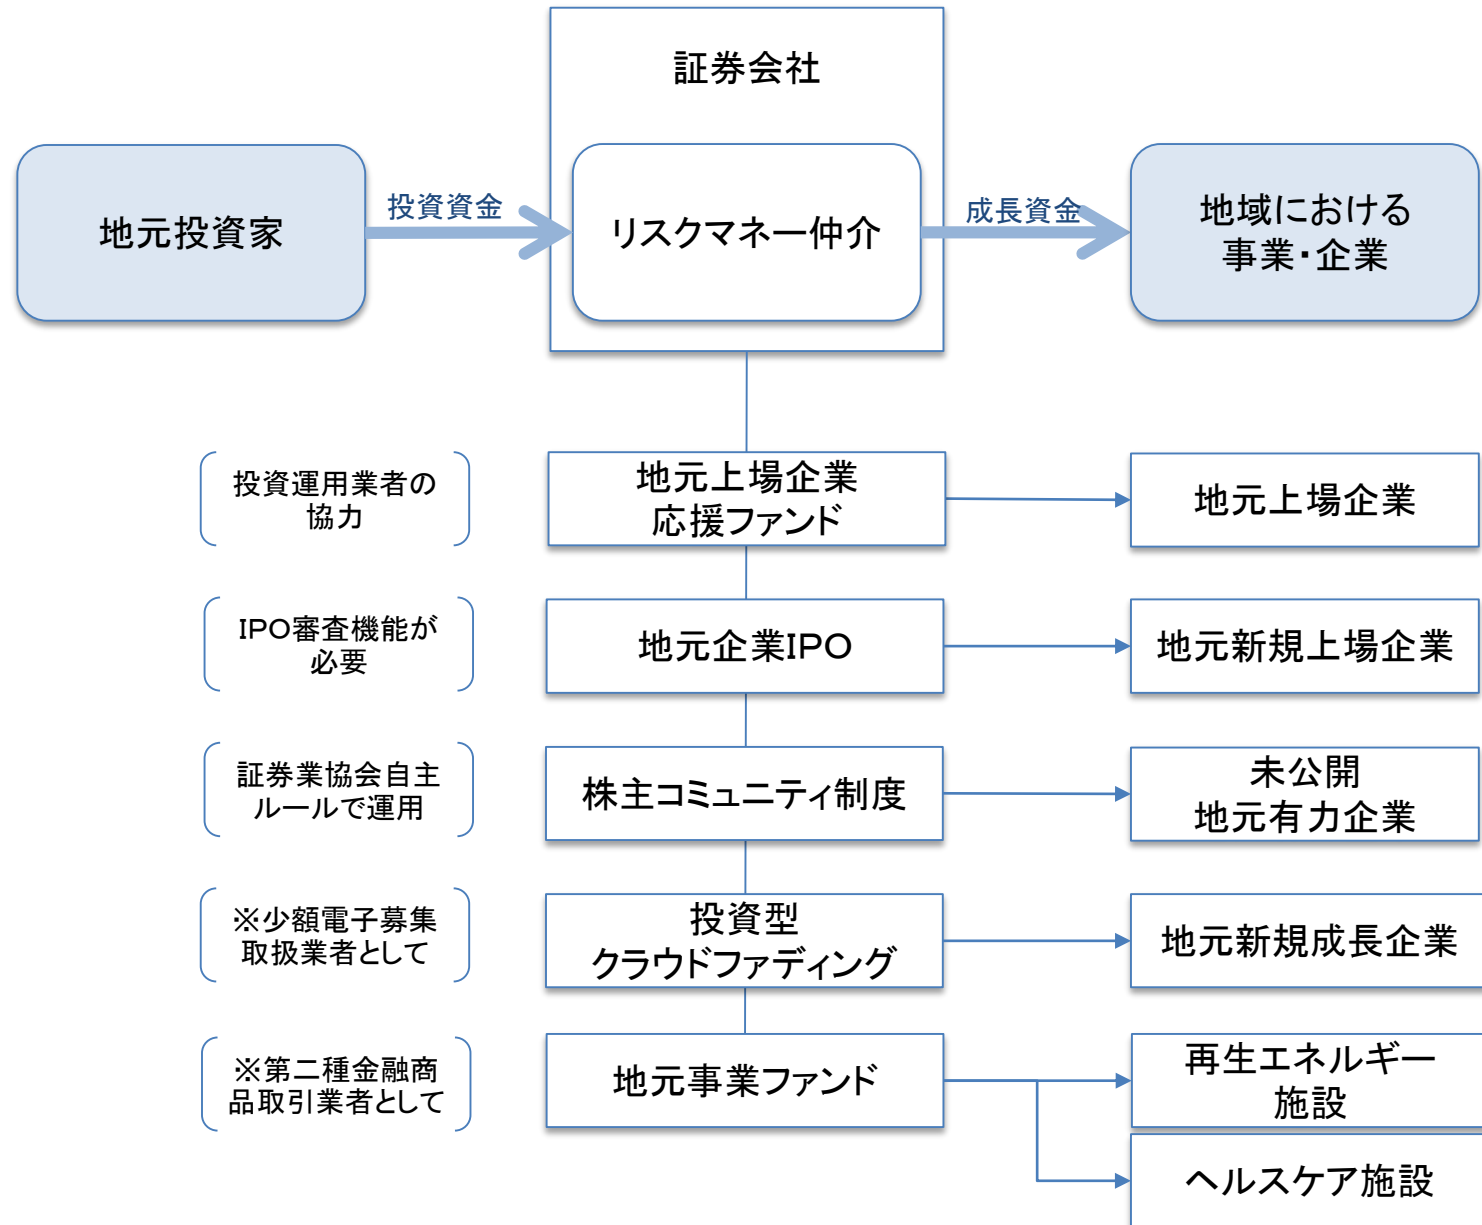 証券会社
地元投資家
投資資金
リスクマネー仲介
成長資金
地域における
事業・企業
投資運用業者の
協力
地元上場企業
応援ファンド
地元上場企業
IPO審査機能が
必要
地元企業IPO
地元新規上場企業
証券業協会自主
ルールで運用
株主コミュニティ制度
未公開
地元有力企業
※少額電子募集
取扱業者として
投資型
クラウドファディング
地元新規成長企業
※第二種金融商
品取引業者として
地元事業ファンド
再生エネルギー
施設
ヘルスケア施設